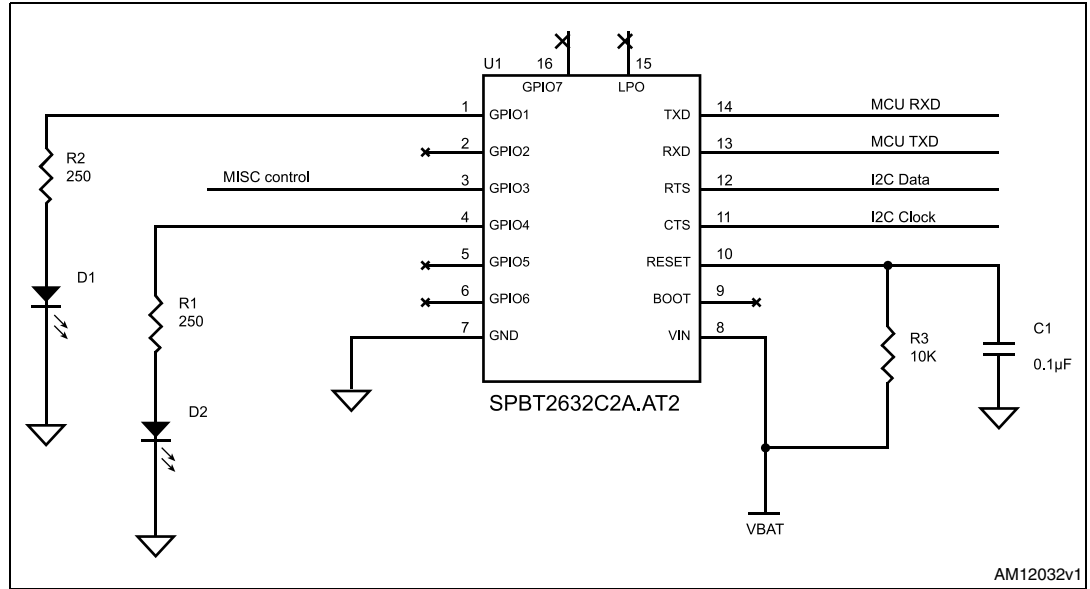 U1
16
15
GPIO7
LPO
1
GPIO1
TXD
14
MCU RXD
2
GPIO2
RXD
13
MCU TXD
R2
250
MISC control
3
GPIO3
RTS
12
I2C Data
4
GPIO4
CTS
11
I2C Clock
5
GPIO5
RESET
10
D1
6
GPIO6
BOOT
9
R1
250
7
GND
VIN
8
R3
10K
C1
0.1µF
D2
SPBT2632C2A.AT2
VBAT
AM12032v1